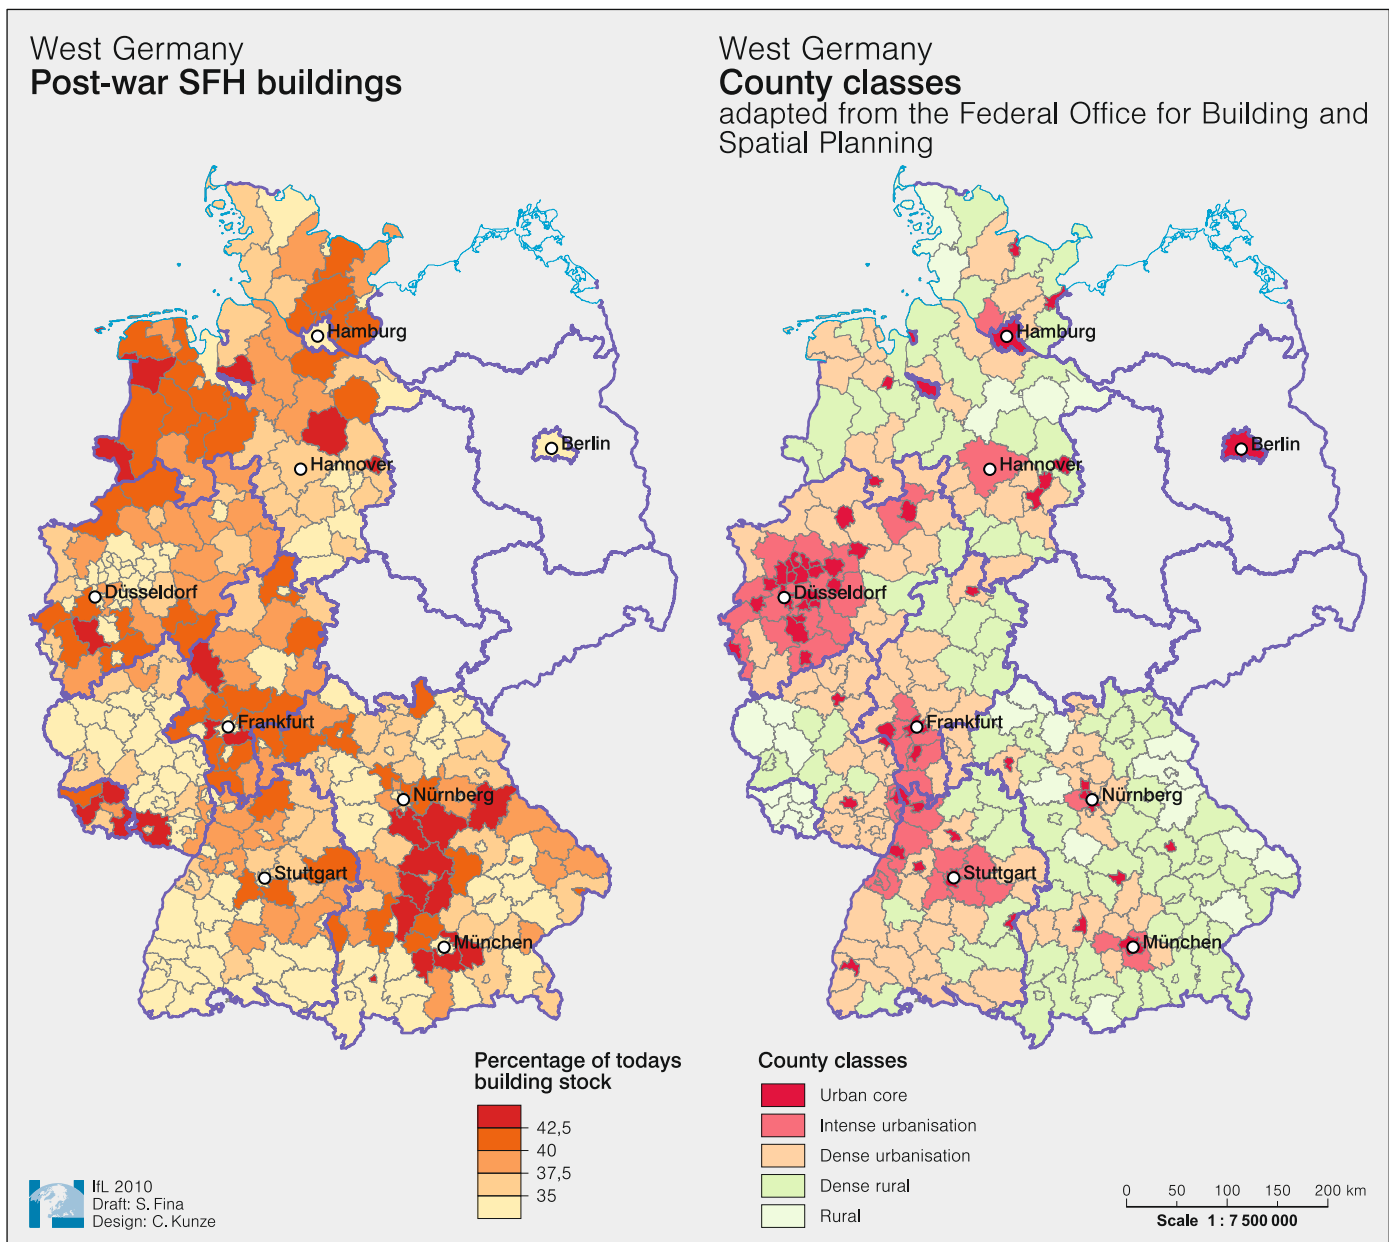 West Germany
Post-war SFH buildings
West Germany
County classes
adapted from the Federal Office for Building and
Spatial Planning
Hamburg
Berlin
Hannover
Düsseldorf
Frankfurt
Nürnberg
Stuttgart
München
Hamburg
Berlin
Hannover
Düsseldorf
Frankfurt
Nürnberg
Stuttgart
München
Percentage of todays
building stock
42,5
40
37,5
35
County classes
Urban core
Intense urbanisation
Dense urbanisation
Dense rural
Rural
IfL 2010
Draft: S. Fina
Design: C. Kunze
0 50 100 150 200 km
Scale 1 : 7 500 000